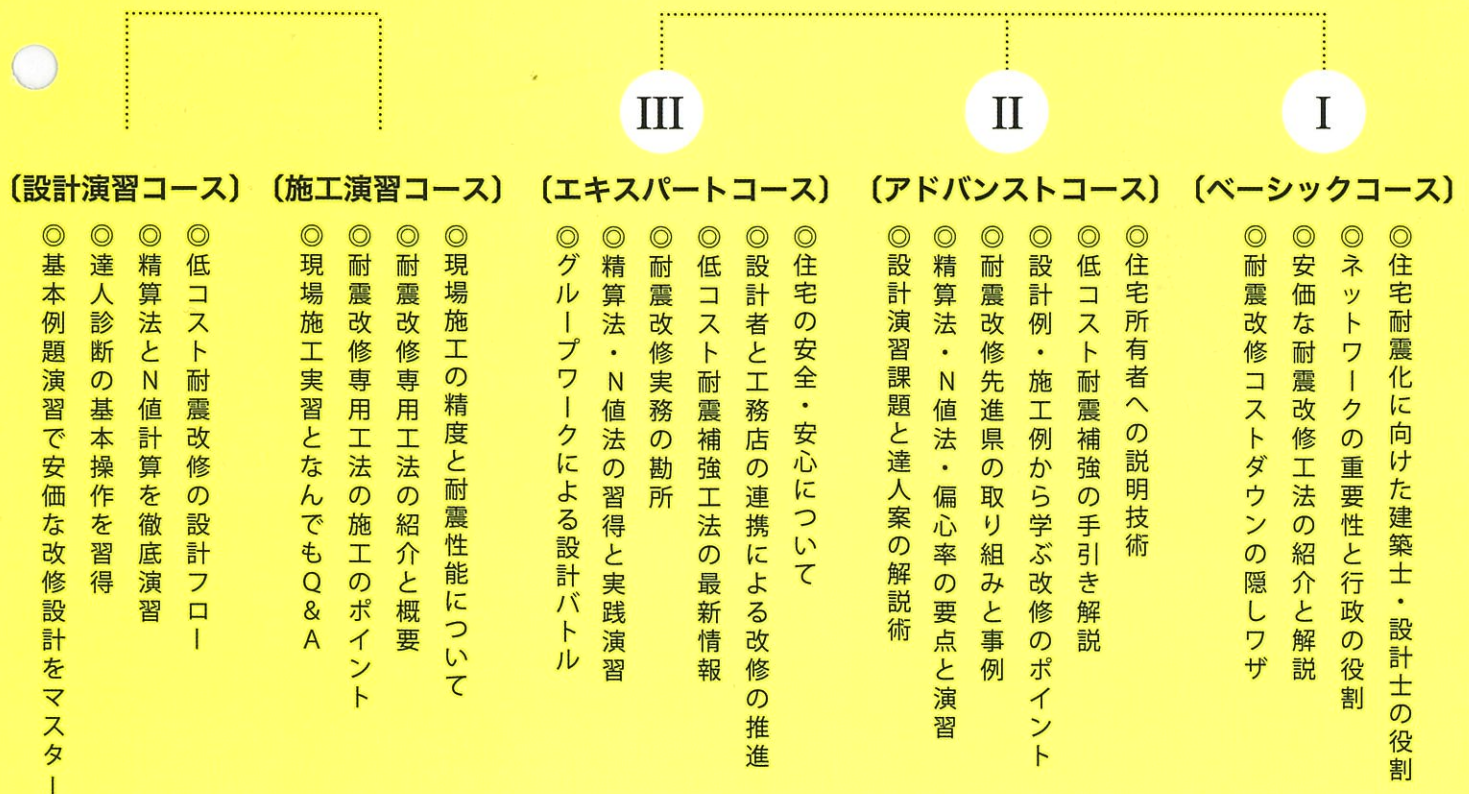 I
〔ベーシックコース〕
◎住宅耐震化に向けた建築士・設計士の役割
◎ネットワークの重要性と行政の役割
◎安価な耐震改修工法の紹介と解説
◎耐震改修コストダウンの隠しワザ
II
〔アドバンストコース〕
◎住宅所有者への説明技術
◎低コスト耐震補強の手引き解説
◎設計例・施工例から学ぶ改修のポイント
◎耐震改修先進県の取り組みと事例
◎精算法・N値法・偏心率の要点と演習
◎設計演習課題と達人案の解説術
III
〔エキスパートコース〕
◎住宅の安全・安心について
◎設計者と工務店の連携による改修の推進
◎低コスト耐震補強工法の最新情報
◎耐震改修実務の勘所
◎精算法・N値法の習得と実践演習
◎グループワークによる設計バトル
〔施工演習コース〕
◎現場施工の精度と耐震性能について
◎耐震改修専用工法の紹介と概要
◎耐震改修専用工法の施工のポイント
◎現場施工実習となんでもQ&A
〔設計演習コース〕
◎低コスト耐震改修の設計フロー
◎精算法とN値計算を徹底演習
◎達人診断の基本操作を習得
◎基本例題演習で安価な改修設計をマスター